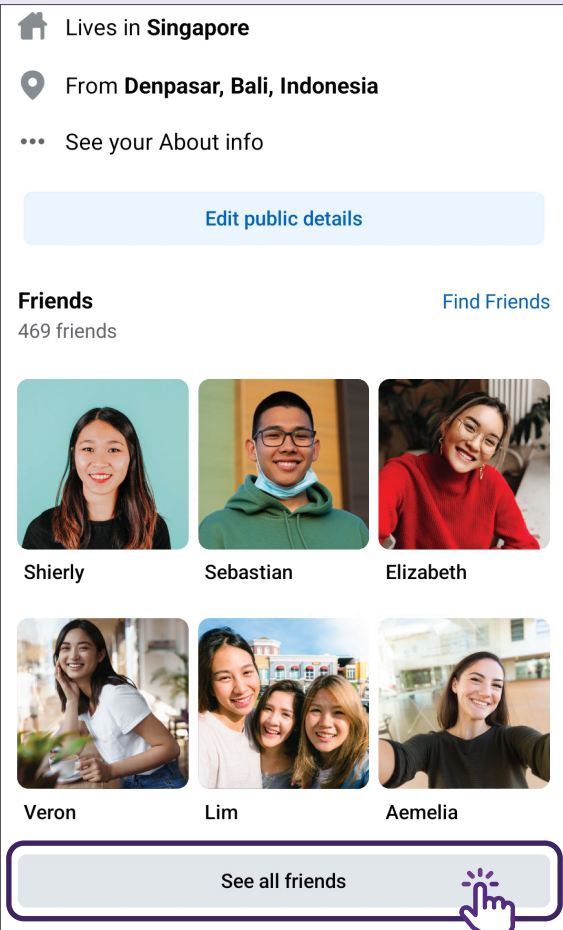 Lives in Singapore
From Denpasar, Bali, Indonesia
See your About info
Edit public details
Friends
Find Friends
469 friends
Shierly
Sebastian
Elizabeth
Veron
Lim
Aemelia
See all friends